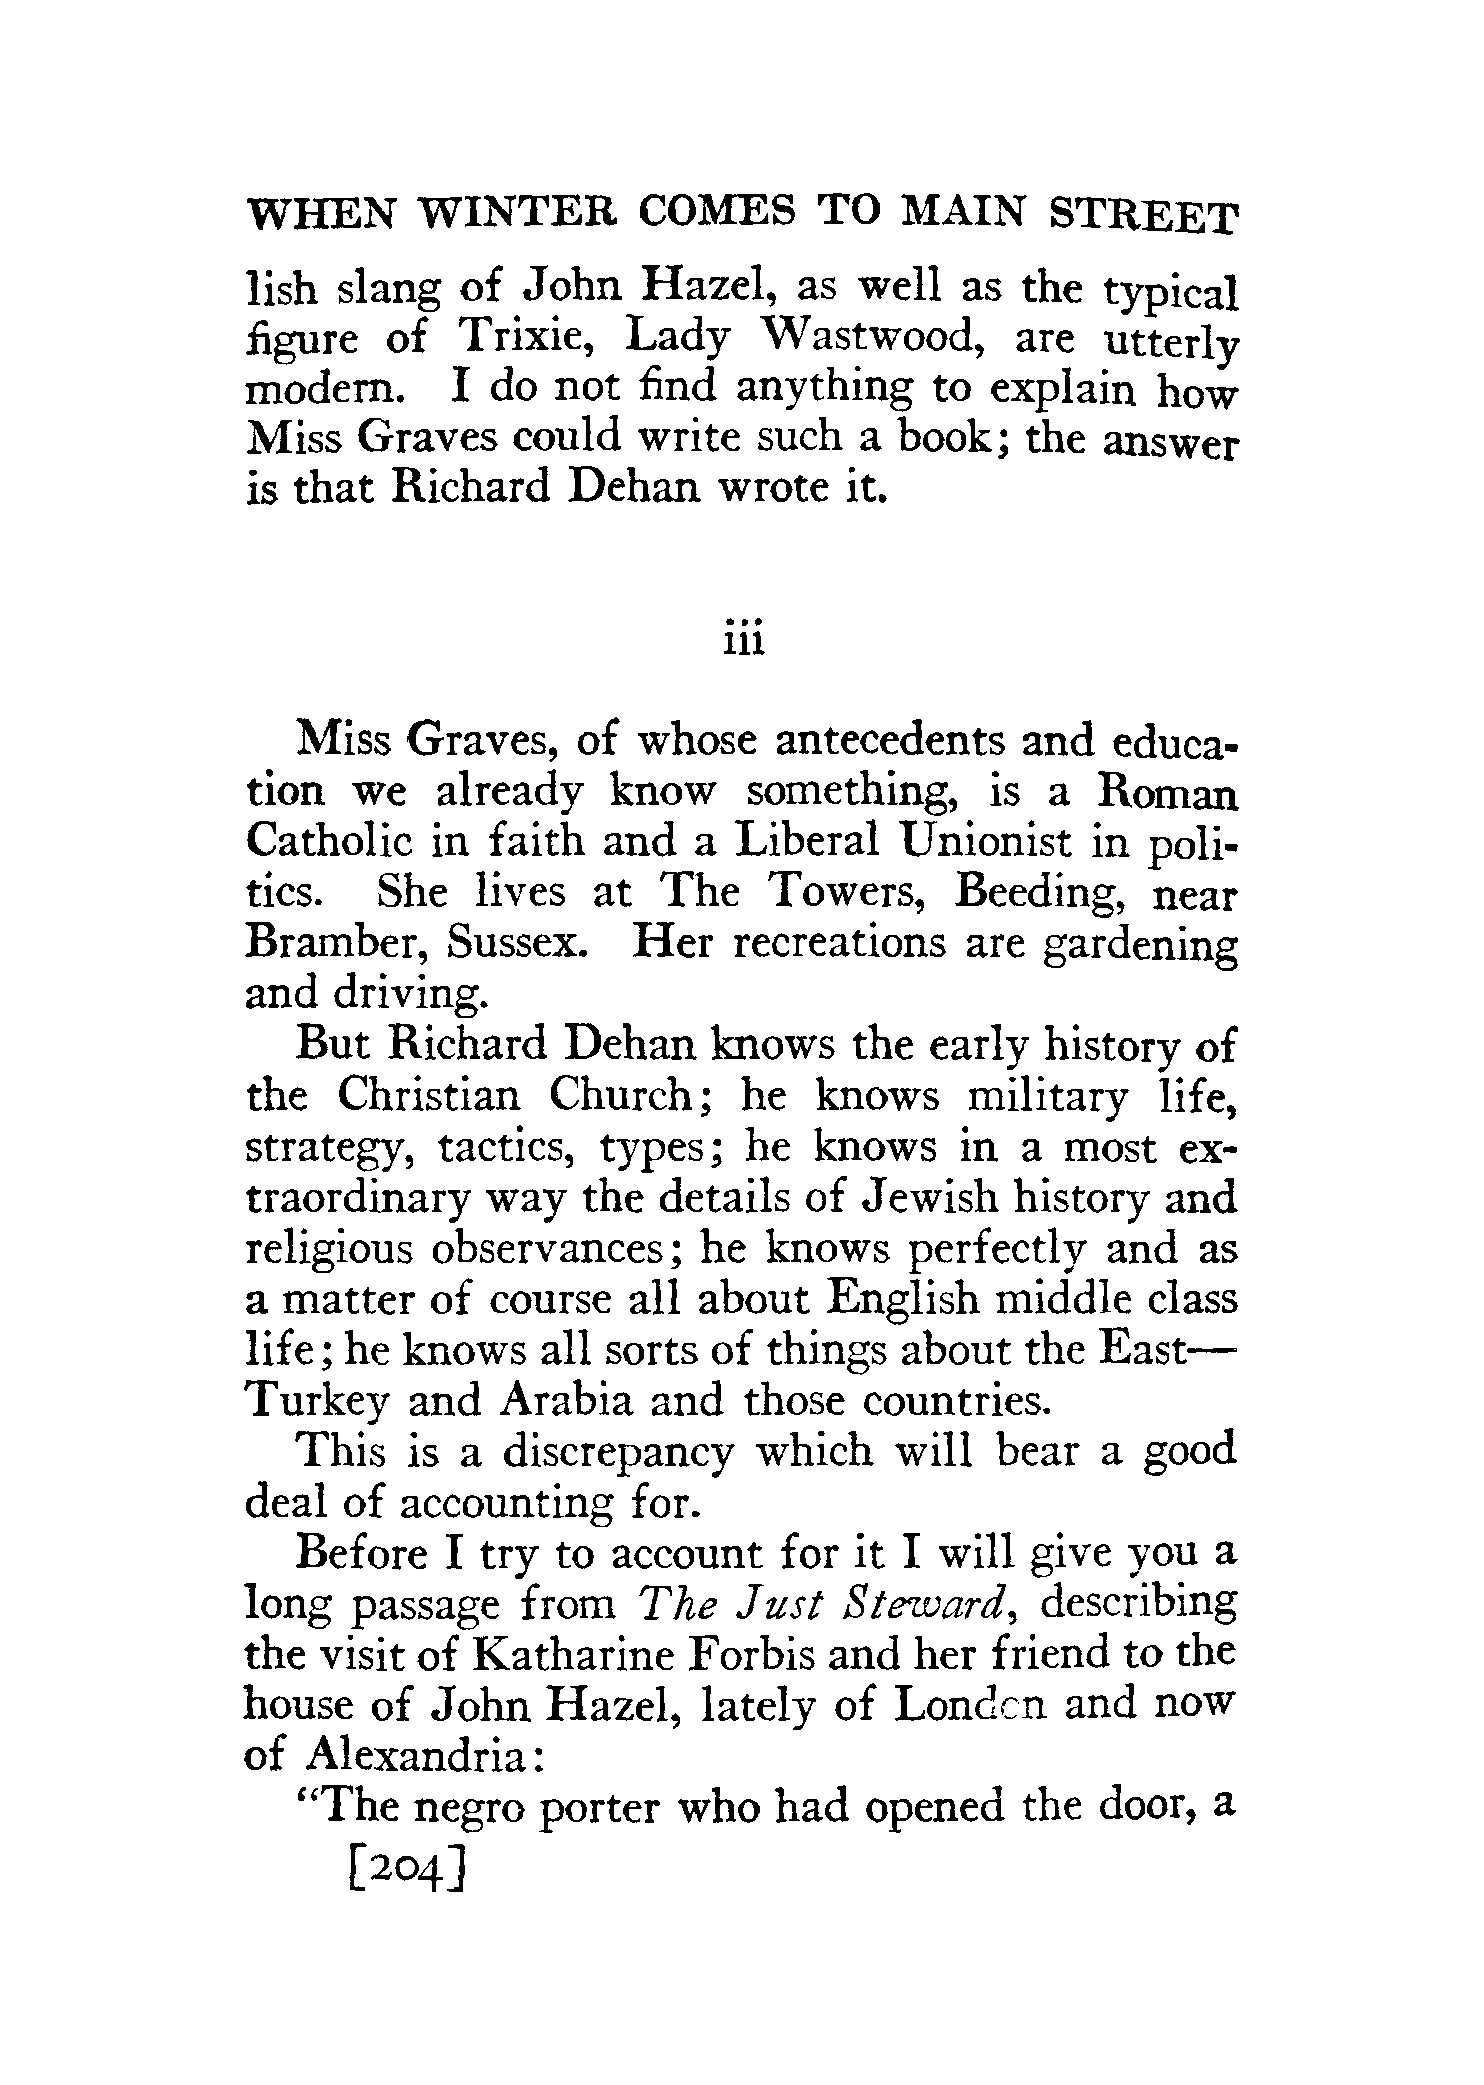 WHEN WINTER COMES TO MAIN STREET
lish slang of John Hazel, as well as the typical
figure of Trixie, Lady Wastwood, are utterly
modern. I do not find anything to explain how
Miss Graves could write such a book; the answer
is that Richard Dehan wrote it.
iii
Miss Graves, of whose antecedents and educa-
tion we already know something, is a Roman
Catholic in faith and a Liberal Unionist in poli-
tics. She lives at The Towers, Beeding, near
Bramber, Sussex. Her recreations are gardening
and driving.
But Richard Dehan knows the early history of
the Christian Church; he knows military life,
strategy, tactics, types; he knows in a most ex-
traordinary way the details of Jewish history and
religious observances; he knows perfectly and as
a matter of course all about English middle class
life; he knows all sorts of things about the East—
Turkey and Arabia and those countries.
This is a discrepancy which will bear a good
deal of accounting for.
Before I try to account for it I will give you a
long passage from The Just Steward, describing
the visit of Katharine Forbis and her friend to the
house of John Hazel, lately of London and now
of Alexandria:
“The negro porter who had opened the door, a
[204]